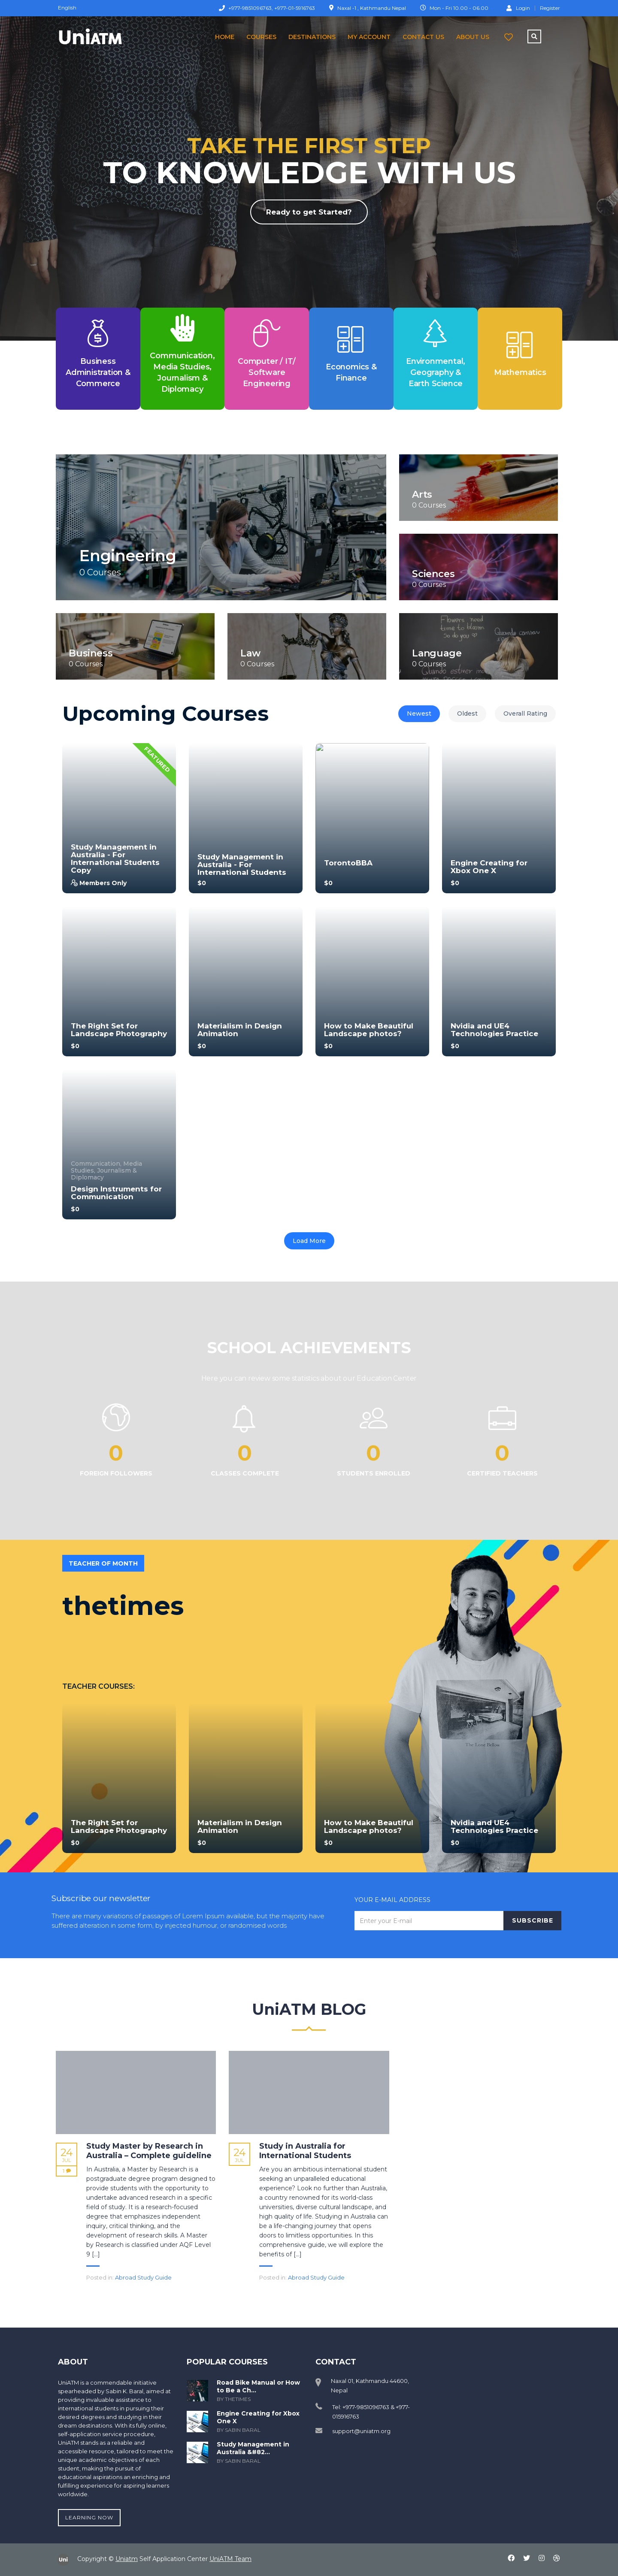 English
+977-9851096763, +977-01-5916763
Naxal -1 , Kathmandu Nepal
Mon - Fri 10.00 - 06.00
Login | Register
UniATM
HOME COURSES DESTINATIONS MY ACCOUNT CONTACT US ABOUT US
TAKE THE FIRST STEP
TO KNOWLEDGE WITH US
Ready to get Started?
Business
Administration &
Commerce
Communication,
Media Studies,
Journalism &
Diplomacy
Computer / IT/
Software
Engineering
Economics &
Finance
Environmental,
Geography &
Earth Science
Mathematics
Engineering
0 Courses
Arts
0 Courses
Sciences
0 Courses
Business
0 Courses
Law
0 Courses
Language
0 Courses
Upcoming Courses
Newest
Oldest
Overall Rating
FEATURED
Study Management in
Australia - For
International Students
Copy
Members Only
Study Management in
Australia - For
International Students
$0
TorontoBBA
$0
Engine Creating for
Xbox One X
$0
The Right Set for
Landscape Photography
$0
Materialism in Design
Animation
$0
How to Make Beautiful
Landscape photos?
$0
Nvidia and UE4
Technologies Practice
$0
Communication, Media
Studies, Journalism &
Diplomacy
Design Instruments for
Communication
$0
Load More
SCHOOL ACHIEVEMENTS
Here you can review some statistics about our Education Center
0
FOREIGN FOLLOWERS
0
CLASSES COMPLETE
0
STUDENTS ENROLLED
0
CERTIFIED TEACHERS
TEACHER OF MONTH
thetimes
TEACHER COURSES:
The Right Set for
Landscape Photography
$0
Materialism in Design
Animation
$0
How to Make Beautiful
Landscape photos?
$0
Nvidia and UE4
Technologies Practice
$0
Subscribe our newsletter
There are many variations of passages of Lorem Ipsum available, but the majority have
suffered alteration in some form, by injected humour, or randomised words
YOUR E-MAIL ADDRESS
Enter your E-mail
SUBSCRIBE
UniATM BLOG
24
Study Master by Research in
Australia – Complete guideline
In Australia, a Master by Research is a
postgraduate degree program designed to
provide students with the opportunity to
undertake advanced research in a specific
field of study. It is a research-focused
degree that emphasizes independent
inquiry, critical thinking, and the
development of research skills. A Master
by Research is classified under AQF Level
9 [...]
Posted in: Abroad Study Guide
24
Study in Australia for
International Students
Are you an ambitious international student
seeking an unparalleled educational
experience? Look no further than Australia,
a country renowned for its world-class
universities, diverse cultural landscape, and
high quality of life. Studying in Australia can
be a life-changing journey that opens
doors to limitless opportunities. In this
comprehensive guide, we will explore the
benefits of [...]
Posted in: Abroad Study Guide
ABOUT
UniATM is a commendable initiative
spearheaded by Sabin K. Baral, aimed at
providing invaluable assistance to
international students in pursuing their
desired degrees and studying in their
dream destinations. With its fully online,
self-application service procedure,
UniATM stands as a reliable and
accessible resource, tailored to meet the
unique academic objectives of each
student, making the pursuit of
educational aspirations an enriching and
fulfilling experience for aspiring learners
worldwide.
LEARNING NOW
POPULAR COURSES
Road Bike Manual or How
to Be a Ch...
BY THETIMES
Engine Creating for Xbox
One X
BY SABIN BARAL
Study Management in
Australia &#82...
BY SABIN BARAL
CONTACT
Naxal 01, Kathmandu 44600,
Nepal
Tel: +977-9851096763 & +977-
015916763
support@uniatm.org
Uni
Copyright © Uniatm Self Application Center UniATM Team